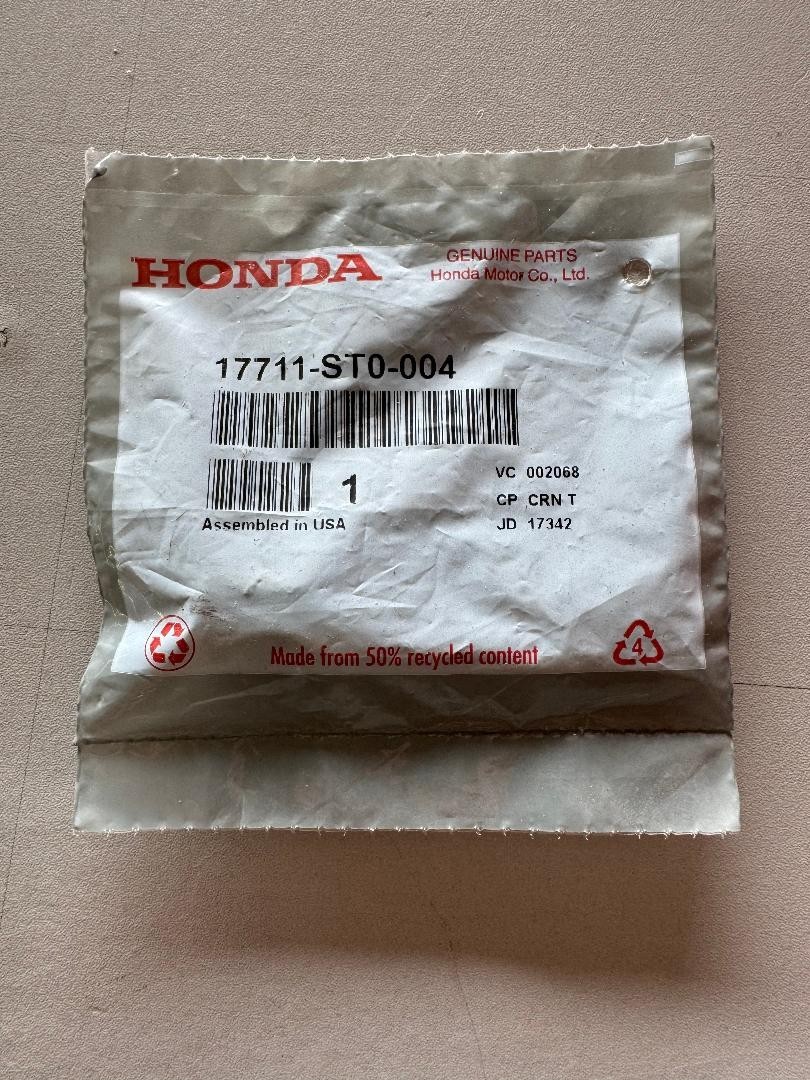 HONDA
GENUINE PARTS
Honda Motor Co., Ltd.
17711-ST0-004
1
VC 002068
CP CRN T
Assembled in USA
JD 17342
Made from 50% recycled content
4